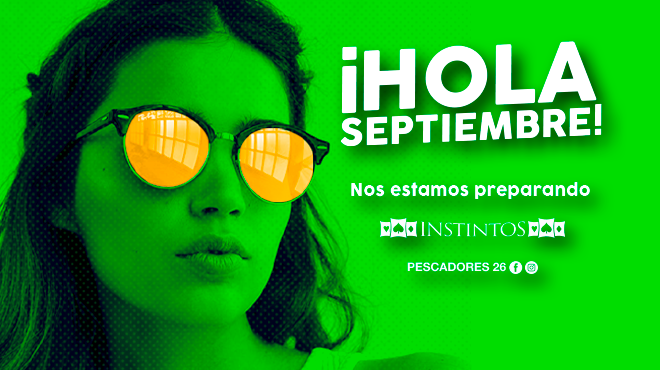 ¡HOLA
SEPTIEMBRE!
Nos estamos preparando
INSTINTOS
PESCADORES 26